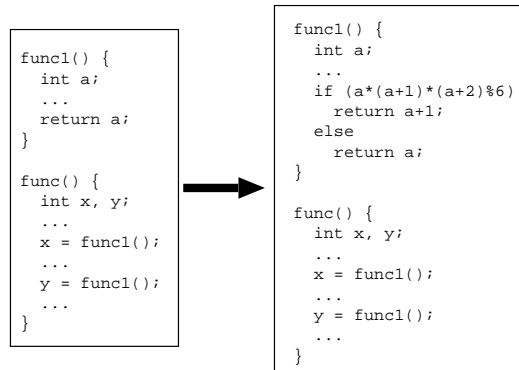 func1() {
  int a;
  ...
  return a;
}
func() {
  int x, y;
  ...
  x = func1();
  ...
  y = func1();
  ...
}
func1() {
  int a;
  ...
  if (a*(a+1)*(a+2)%6)
    return a+1;
  else
    return a;
}
func() {
  int x, y;
  ...
  x = func1();
  ...
  y = func1();
  ...
}